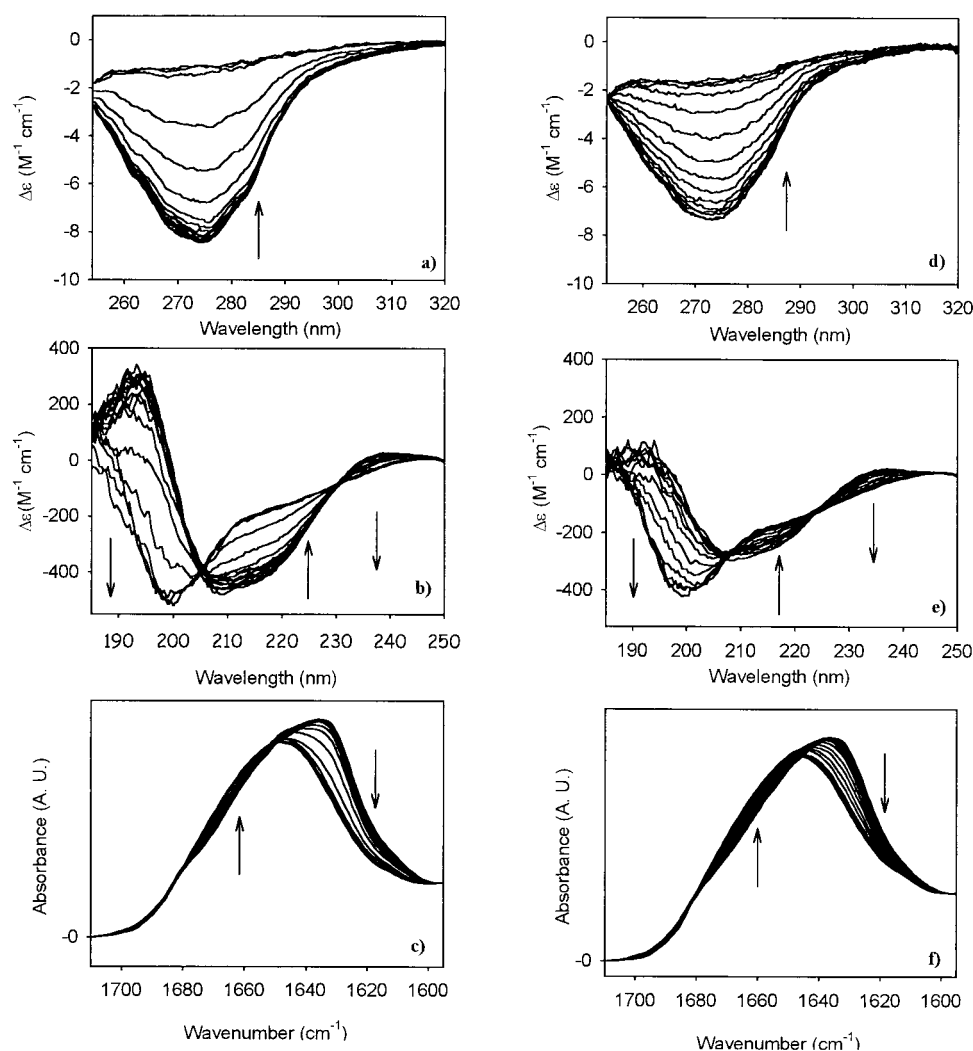 0
-2
-4
-6
-8
-10
Δε (M⁻¹ cm⁻¹)
260 270 280 290 300 310 320
Wavelength (nm)
a)
0
-2
-4
-6
-8
-10
Δε (M⁻¹ cm⁻¹)
260 270 280 290 300 310 320
Wavelength (nm)
d)
400
200
0
-200
-400
Δε(M⁻¹ cm⁻¹)
190 200 210 220 230 240 250
Wavelength (nm)
b)
400
200
0
-200
-400
Δε (M⁻¹ cm⁻¹)
190 200 210 220 230 240 250
Wavelength (nm)
e)
Absorbance (A. U.)
-0
1700 1680 1660 1640 1620 1600
Wavenumber (cm⁻¹)
c)
Absorbance (A. U.)
-0
1700 1680 1660 1640 1620 1600
Wavenumber (cm⁻¹)
f)